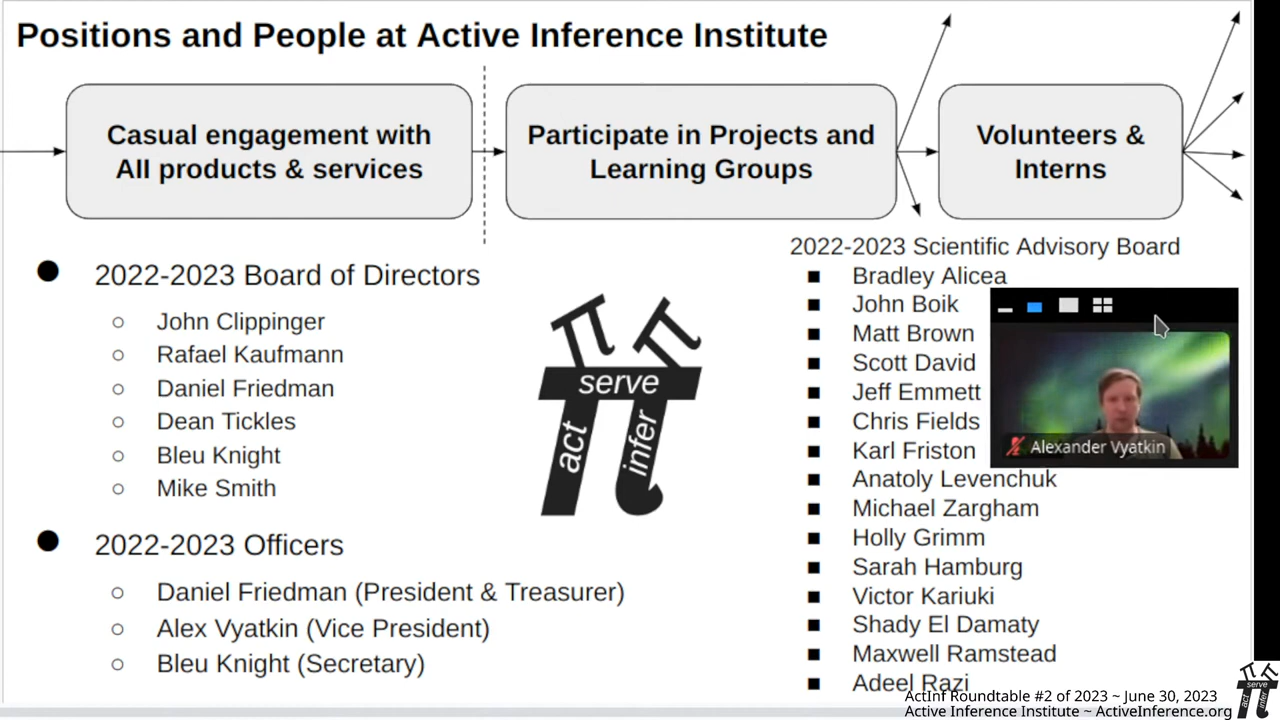 Positions and People at Active Inference Institute
Casual engagement with
All products & services
Participate in Projects and
Learning Groups
Volunteers &
Interns
2022-2023 Board of Directors
John Clippinger
Rafael Kaufmann
Daniel Friedman
Dean Tickles
Bleu Knight
Mike Smith
2022-2023 Officers
Daniel Friedman (President & Treasurer)
Alex Vyatkin (Vice President)
Bleu Knight (Secretary)
serve
act
infer
2022-2023 Scientific Advisory Board
Bradley Alicea
John Boik
Matt Brown
Scott David
Jeff Emmett
Chris Fields
Karl Friston
Anatoly Levenchuk
Michael Zargham
Holly Grimm
Sarah Hamburg
Victor Kariuki
Shady El Damaty
Maxwell Ramstead
Adeel Razi
Alexander Vyatkin
ActInf Roundtable #2 of 2023 ~ June 30, 2023
Active Inference Institute ~ ActiveInference.org
serve
act
infer